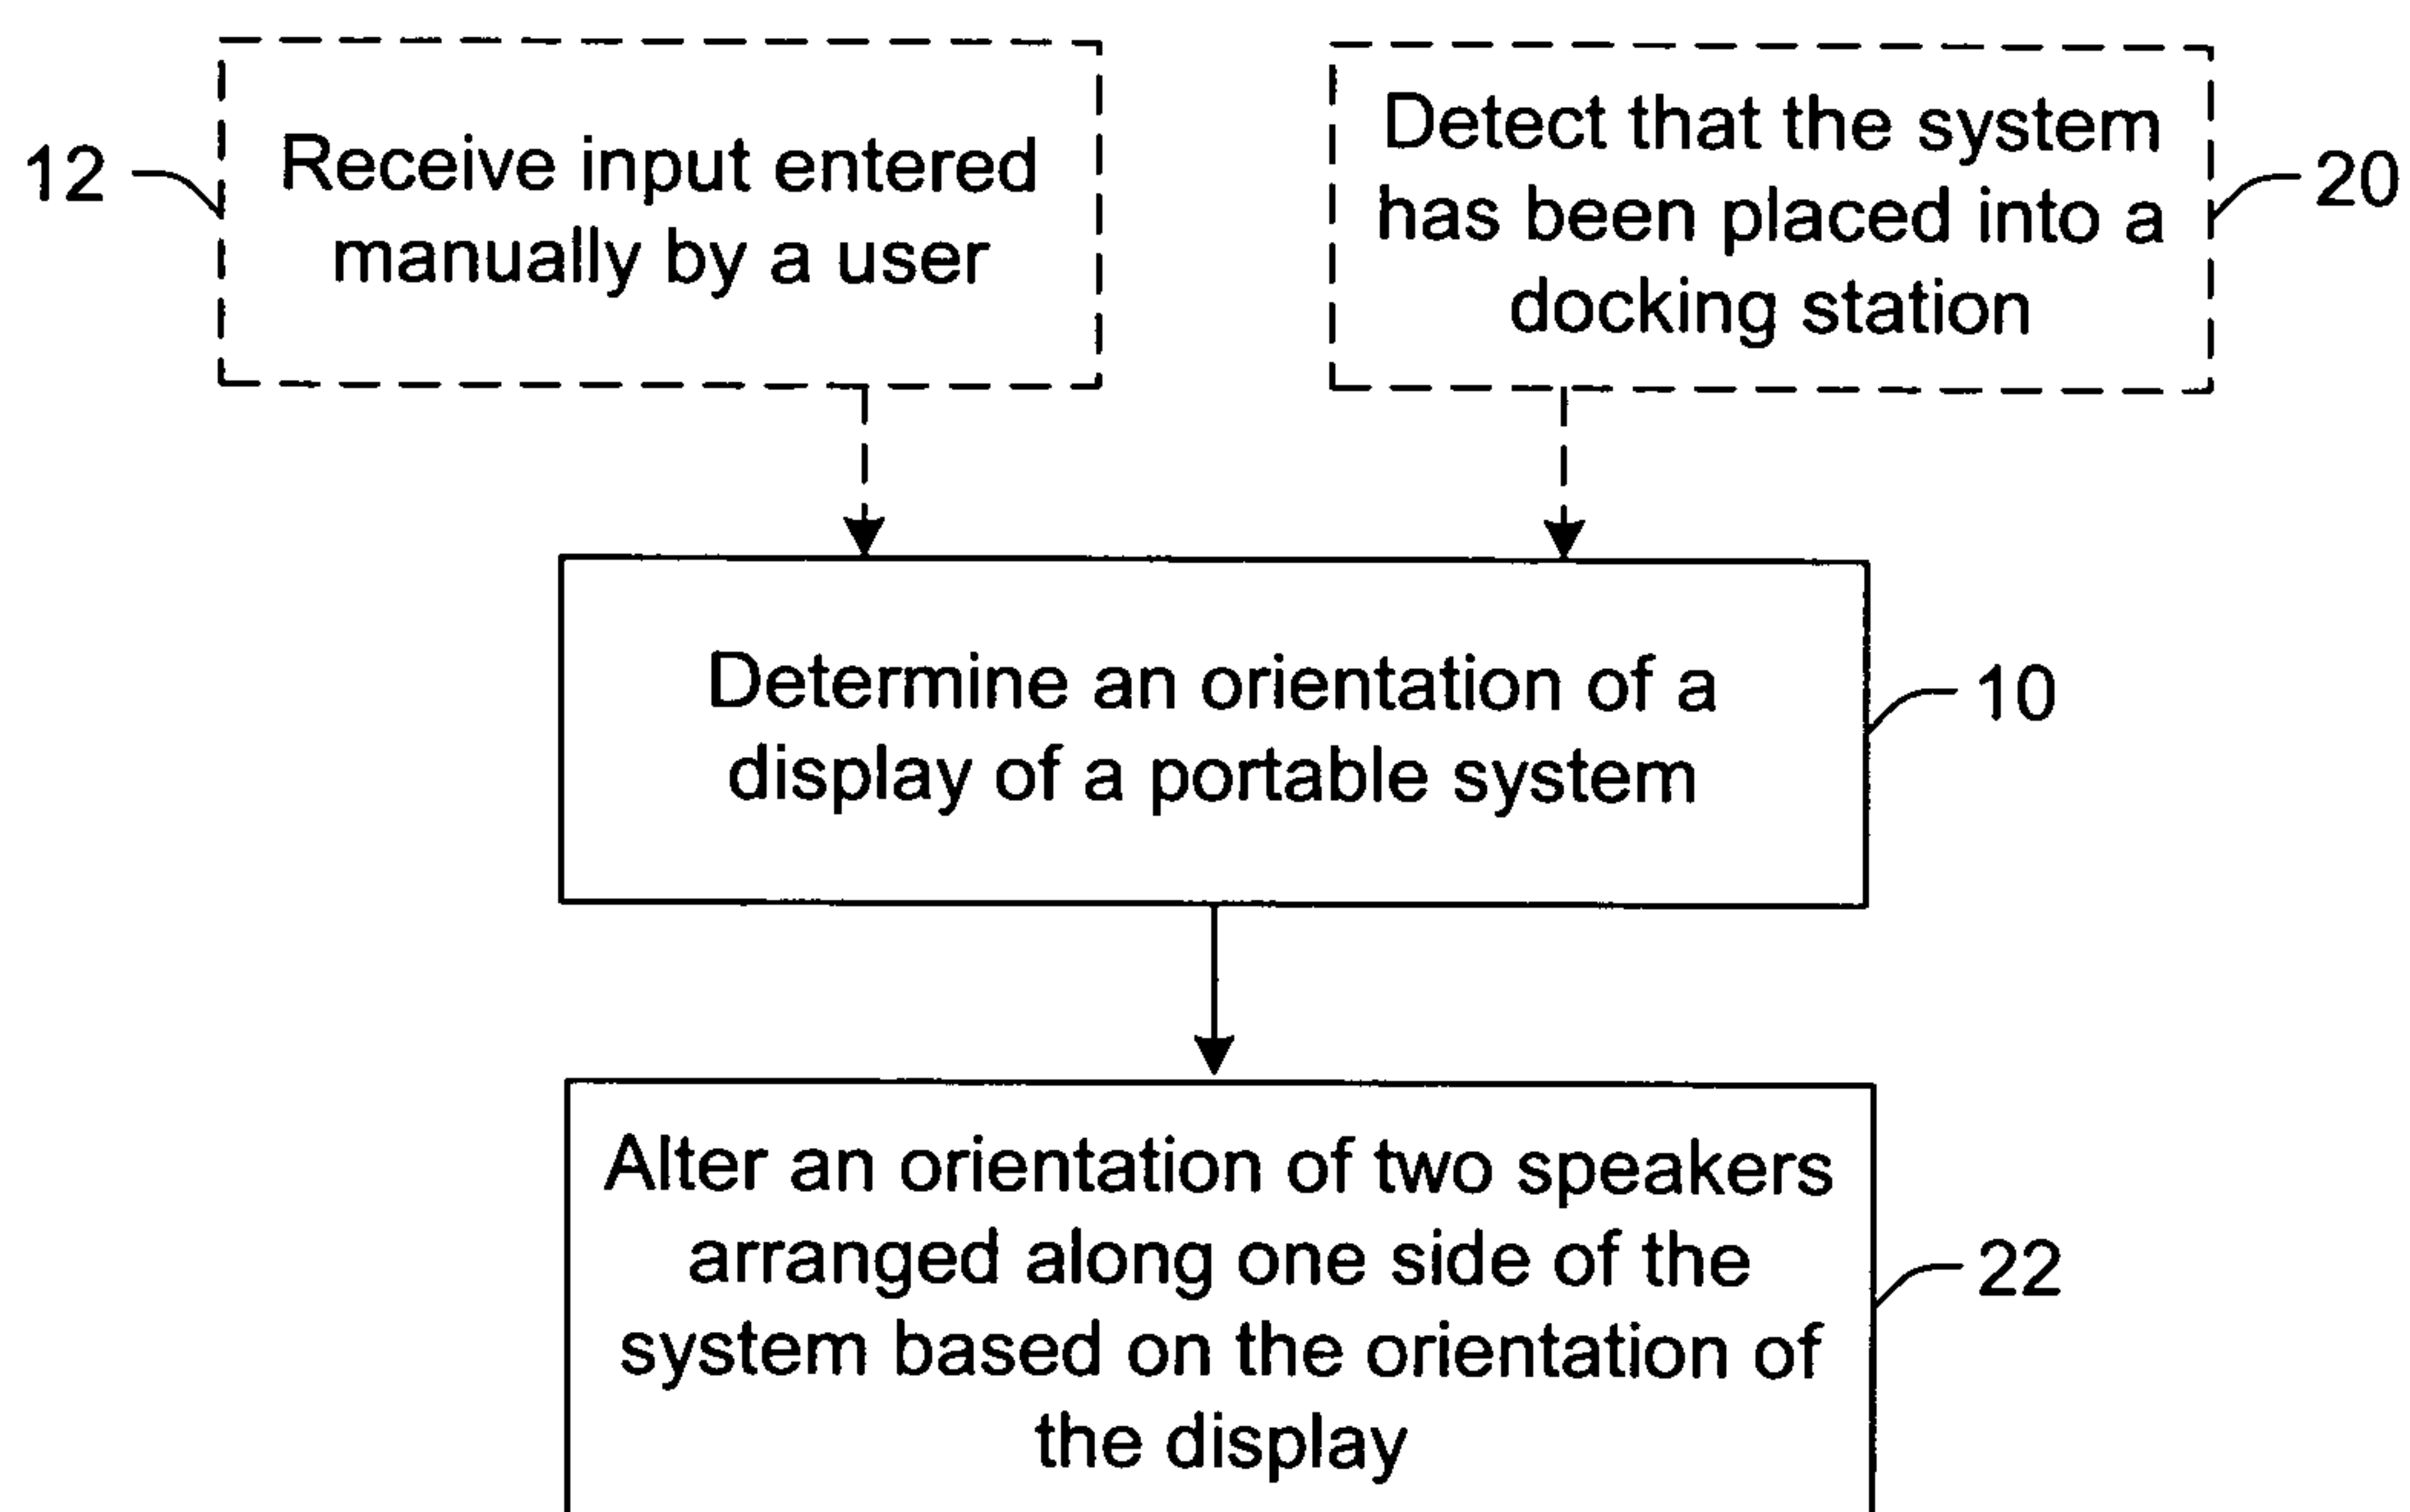 12
Receive input entered
manually by a user
Detect that the system
has been placed into a
docking station
20
Determine an orientation of a
display of a portable system
10
Alter an orientation of two speakers
arranged along one side of the
system based on the orientation of
the display
22